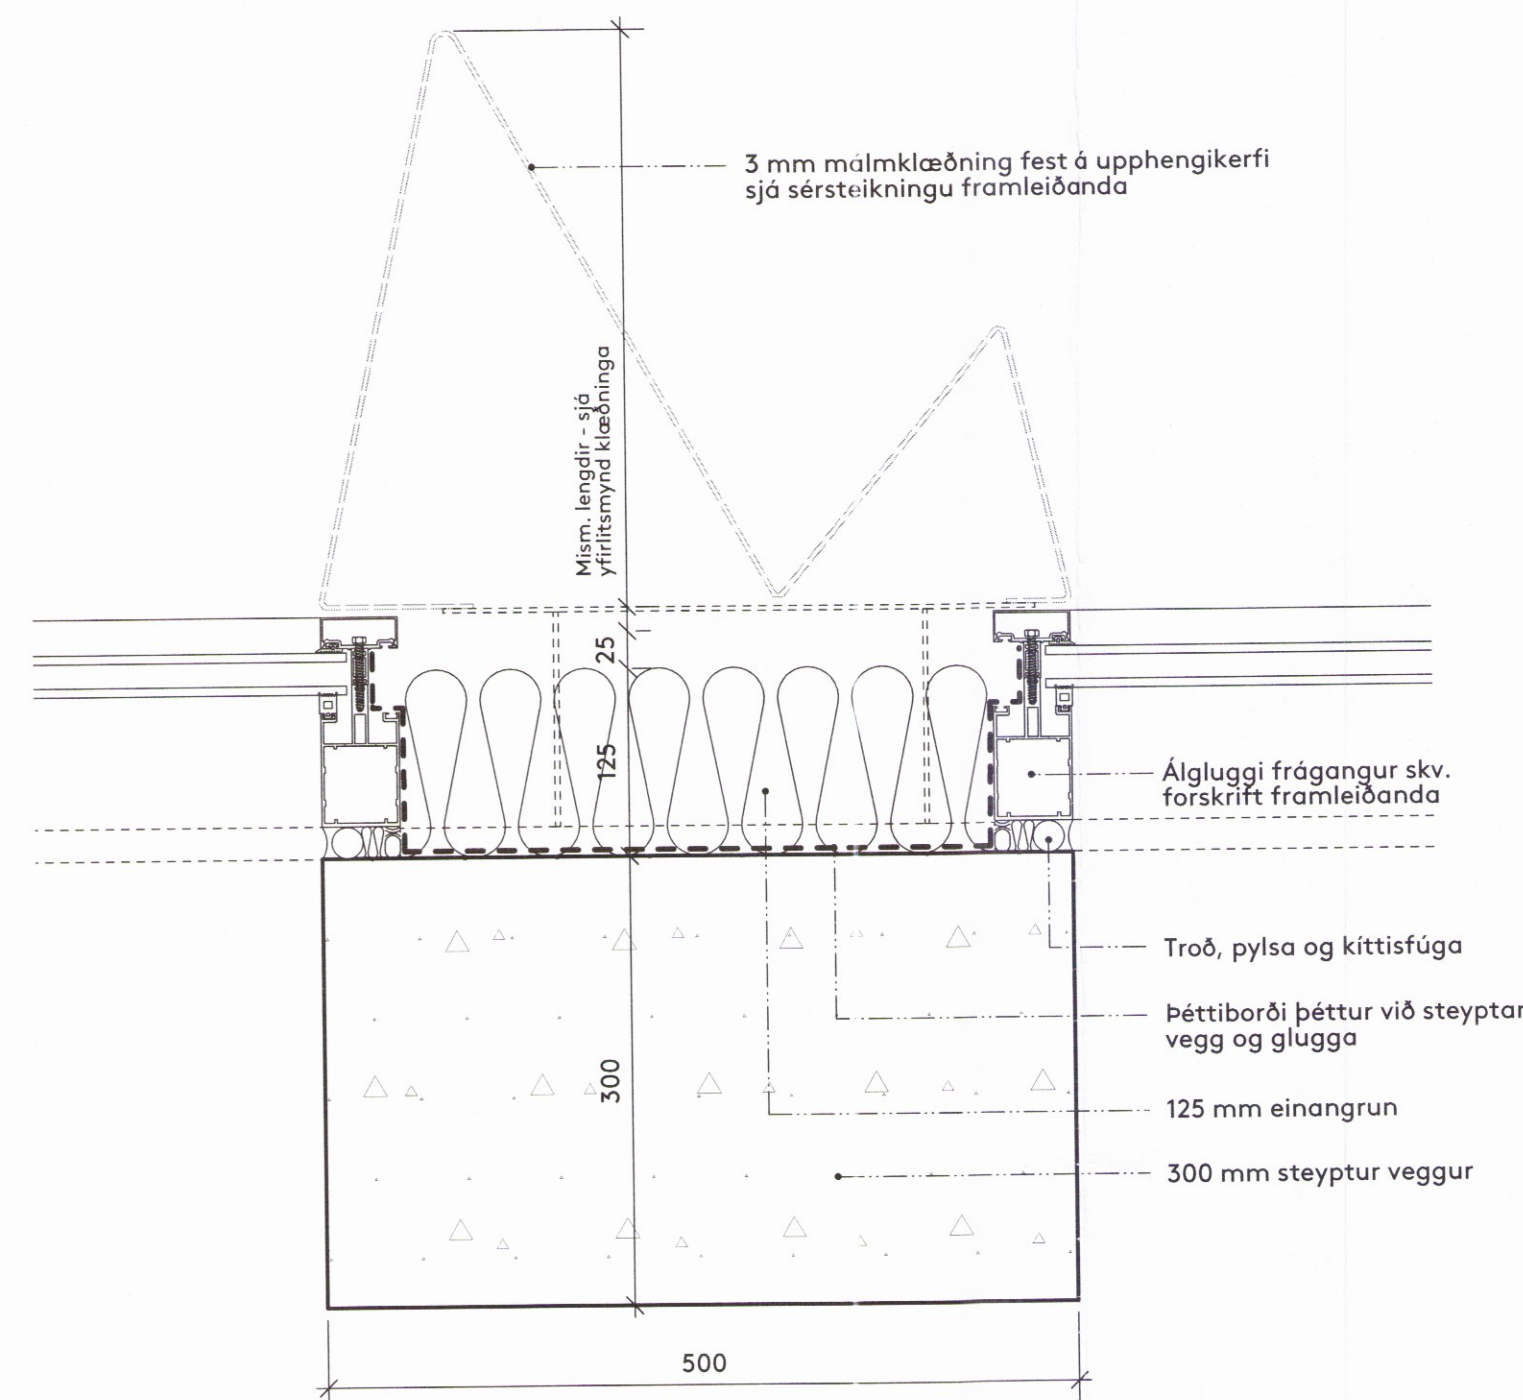 3 mm málmklæðning fest á upphengikerfi
sjá sérsteikningu framleiðanda
Mism. lengdir - sjá
yfirlitsmynd klæðninga
25
125
Álgluggi frágangur skv.
forskrift framleiðanda
Troð, pylsa og kíttisfúga
Þéttiborði þéttur við steyptan
vegg og glugga
300
125 mm einangrun
300 mm steyptur veggur
500